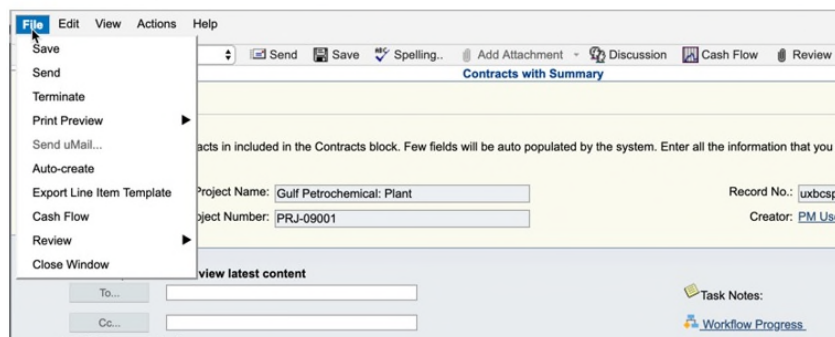 File Edit View Actions Help
Save
Send Save Spelling.. Add Attachment Discussion Cash Flow Review
Send
Contracts with Summary
Terminate
Print Preview
Send uMail...
acts in included in the Contracts block. Few fields will be auto populated by the system. Enter all the information that you
Auto-create
Export Line Item Template
Project Name: Gulf Petrochemical: Plant Record No.: uxbcsp
Cash Flow
oject Number: PRJ-09001 Creator: PM Us
Review
Close Window
view latest content
To...
Task Notes:
Cc...
Workflow Progress